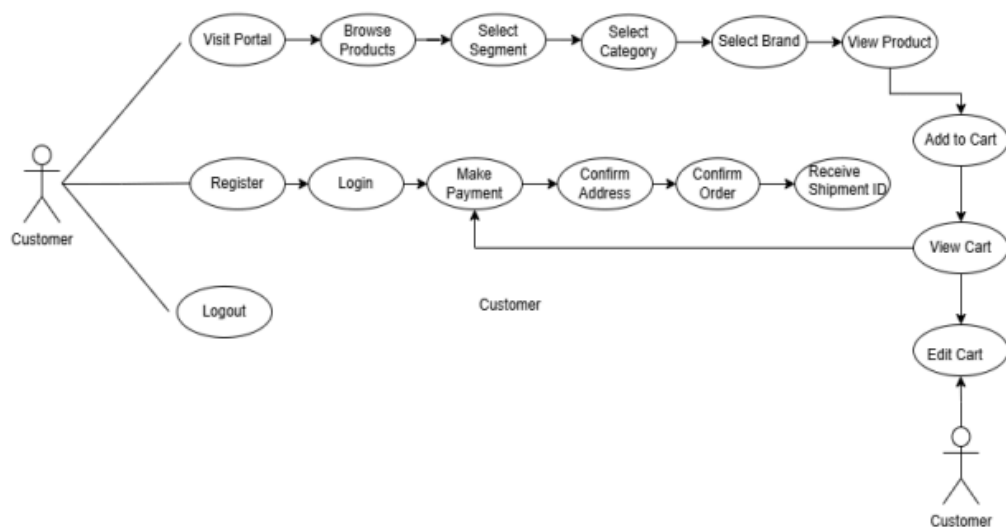 Visit Portal
Browse
Products
Select
Segment
Select
Category
Select Brand
View Product
Add to Cart
Register
Login
Make
Payment
Confirm
Address
Confirm
Order
Receive
Shipment ID
Customer
View Cart
Logout
Customer
Edit Cart
Customer